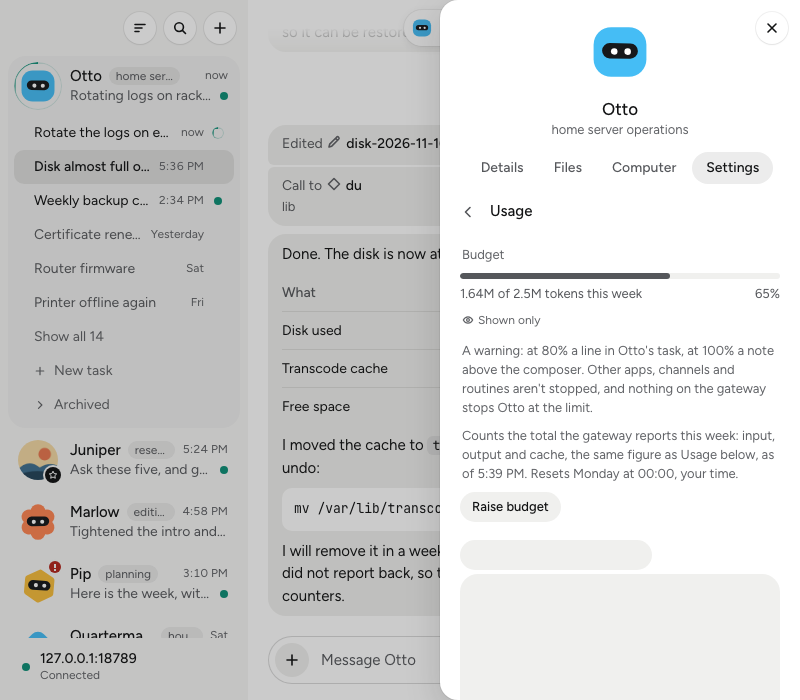 Otto
home ser...
now
Rotating logs on rack...
Rotate the logs on e...
now
Disk almost full o...
5:36 PM
Weekly backup c...
2:34 PM
Certificate rene...
Yesterday
Router firmware
Sat
Printer offline again
Fri
Show all 14
New task
Archived
Juniper
rese...
5:24 PM
Ask these five, and g...
Marlow
editi...
4:58 PM
Tightened the intro and...
Pip
planning
3:10 PM
Here is the week, wit...
Quarterma
hou...
Sat
127.0.0.1:18789
Connected
so it can be restor
Edited
disk-2026-11-1
Call to
du
lib
Done. The disk is now at
What
Disk used
Transcode cache
Free space
I moved the cache to
undo:
mv /var/lib/transco
I will remove it in a week
did not report back, so t
counters.
Message Otto
Otto
home server operations
Details
Files
Computer
Settings
Usage
Budget
1.64M of 2.5M tokens this week
65%
Shown only
A warning: at 80% a line in Otto's task, at 100% a note
above the composer. Other apps, channels and
routines aren't stopped, and nothing on the gateway
stops Otto at the limit.
Counts the total the gateway reports this week: input,
output and cache, the same figure as Usage below, as
of 5:39 PM. Resets Monday at 00:00, your time.
Raise budget